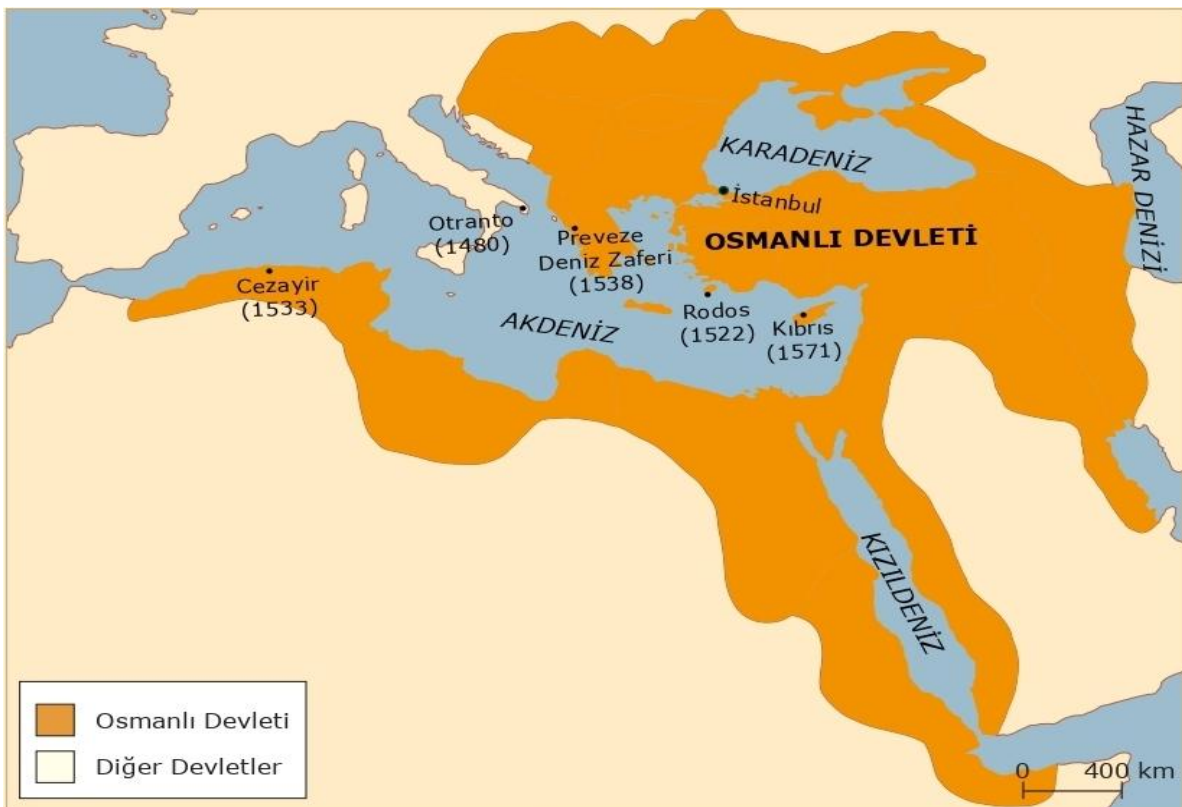 KARADENİZ
HAZAR DENİZİ
İstanbul
Otranto
(1480)
Preveze
Deniz Zaferi
(1538)
OSMANLI DEVLETİ
Cezayir
(1533)
AKDENİZ
Rodos
(1522)
Kıbrıs
(1571)
KIZILDENİZ
Osmanlı Devleti
Diğer Devletler
0 400 km